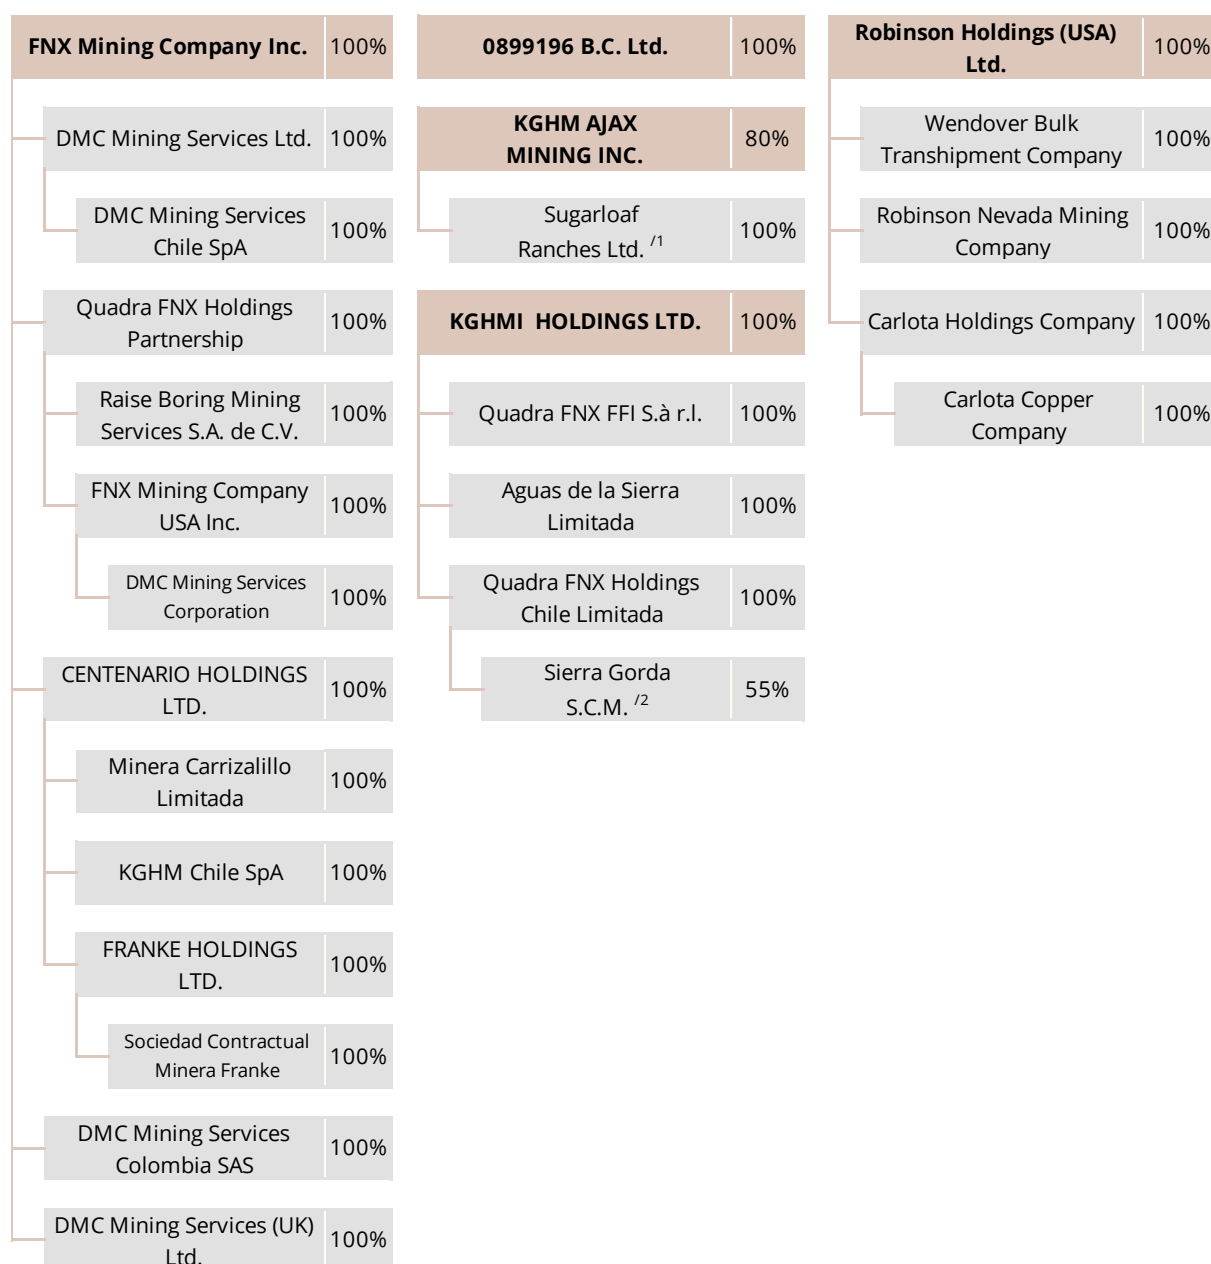 FNX Mining Company Inc. 100%
DMC Mining Services Ltd. 100%
DMC Mining Services
Chile SpA
100%
Quadra FNX Holdings
Partnership
100%
Raise Boring Mining
Services S.A. de C.V.
100%
FNX Mining Company
USA Inc.
100%
DMC Mining Services
Corporation
100%
CENTENARIO HOLDINGS
LTD.
100%
Minera Carrizalillo
Limitada
100%
KGHM Chile SpA 100%
FRANKE HOLDINGS
LTD.
100%
Sociedad Contractual
Minera Franke
100%
DMC Mining Services
Colombia SAS
100%
DMC Mining Services (UK)
Ltd.
100%
0899196 B.C. Ltd. 100%
KGHM AJAX
MINING INC.
80%
Sugarloaf
Ranches Ltd. /1
100%
KGHMI HOLDINGS LTD. 100%
Quadra FNX FFI S.à r.l. 100%
Aguas de la Sierra
Limitada
100%
Quadra FNX Holdings
Chile Limitada
100%
Sierra Gorda
S.C.M. /2
55%
Robinson Holdings (USA)
Ltd.
100%
Wendover Bulk
Transhipment Company
100%
Robinson Nevada Mining
Company
100%
Carlota Holdings Company 100%
Carlota Copper
Company
100%